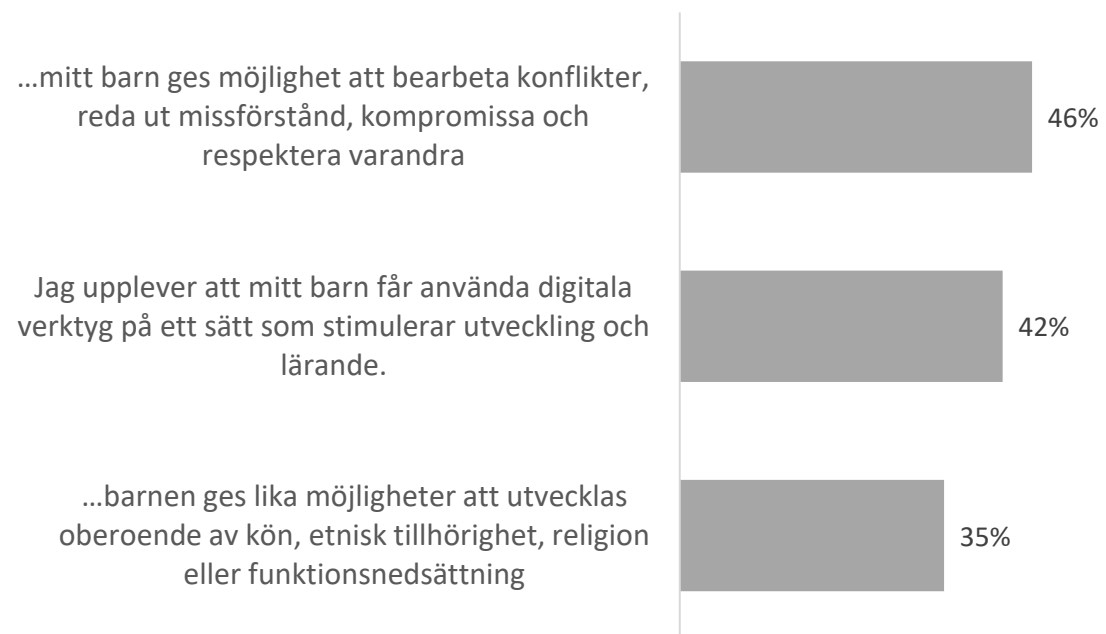 …mitt barn ges möjlighet att bearbeta konflikter,
reda ut missförstånd, kompromissa och
respektera varandra
46%
Jag upplever att mitt barn får använda digitala
verktyg på ett sätt som stimulerar utveckling och
lärande.
42%
…barnen ges lika möjligheter att utvecklas
oberoende av kön, etnisk tillhörighet, religion
eller funktionsnedsättning
35%